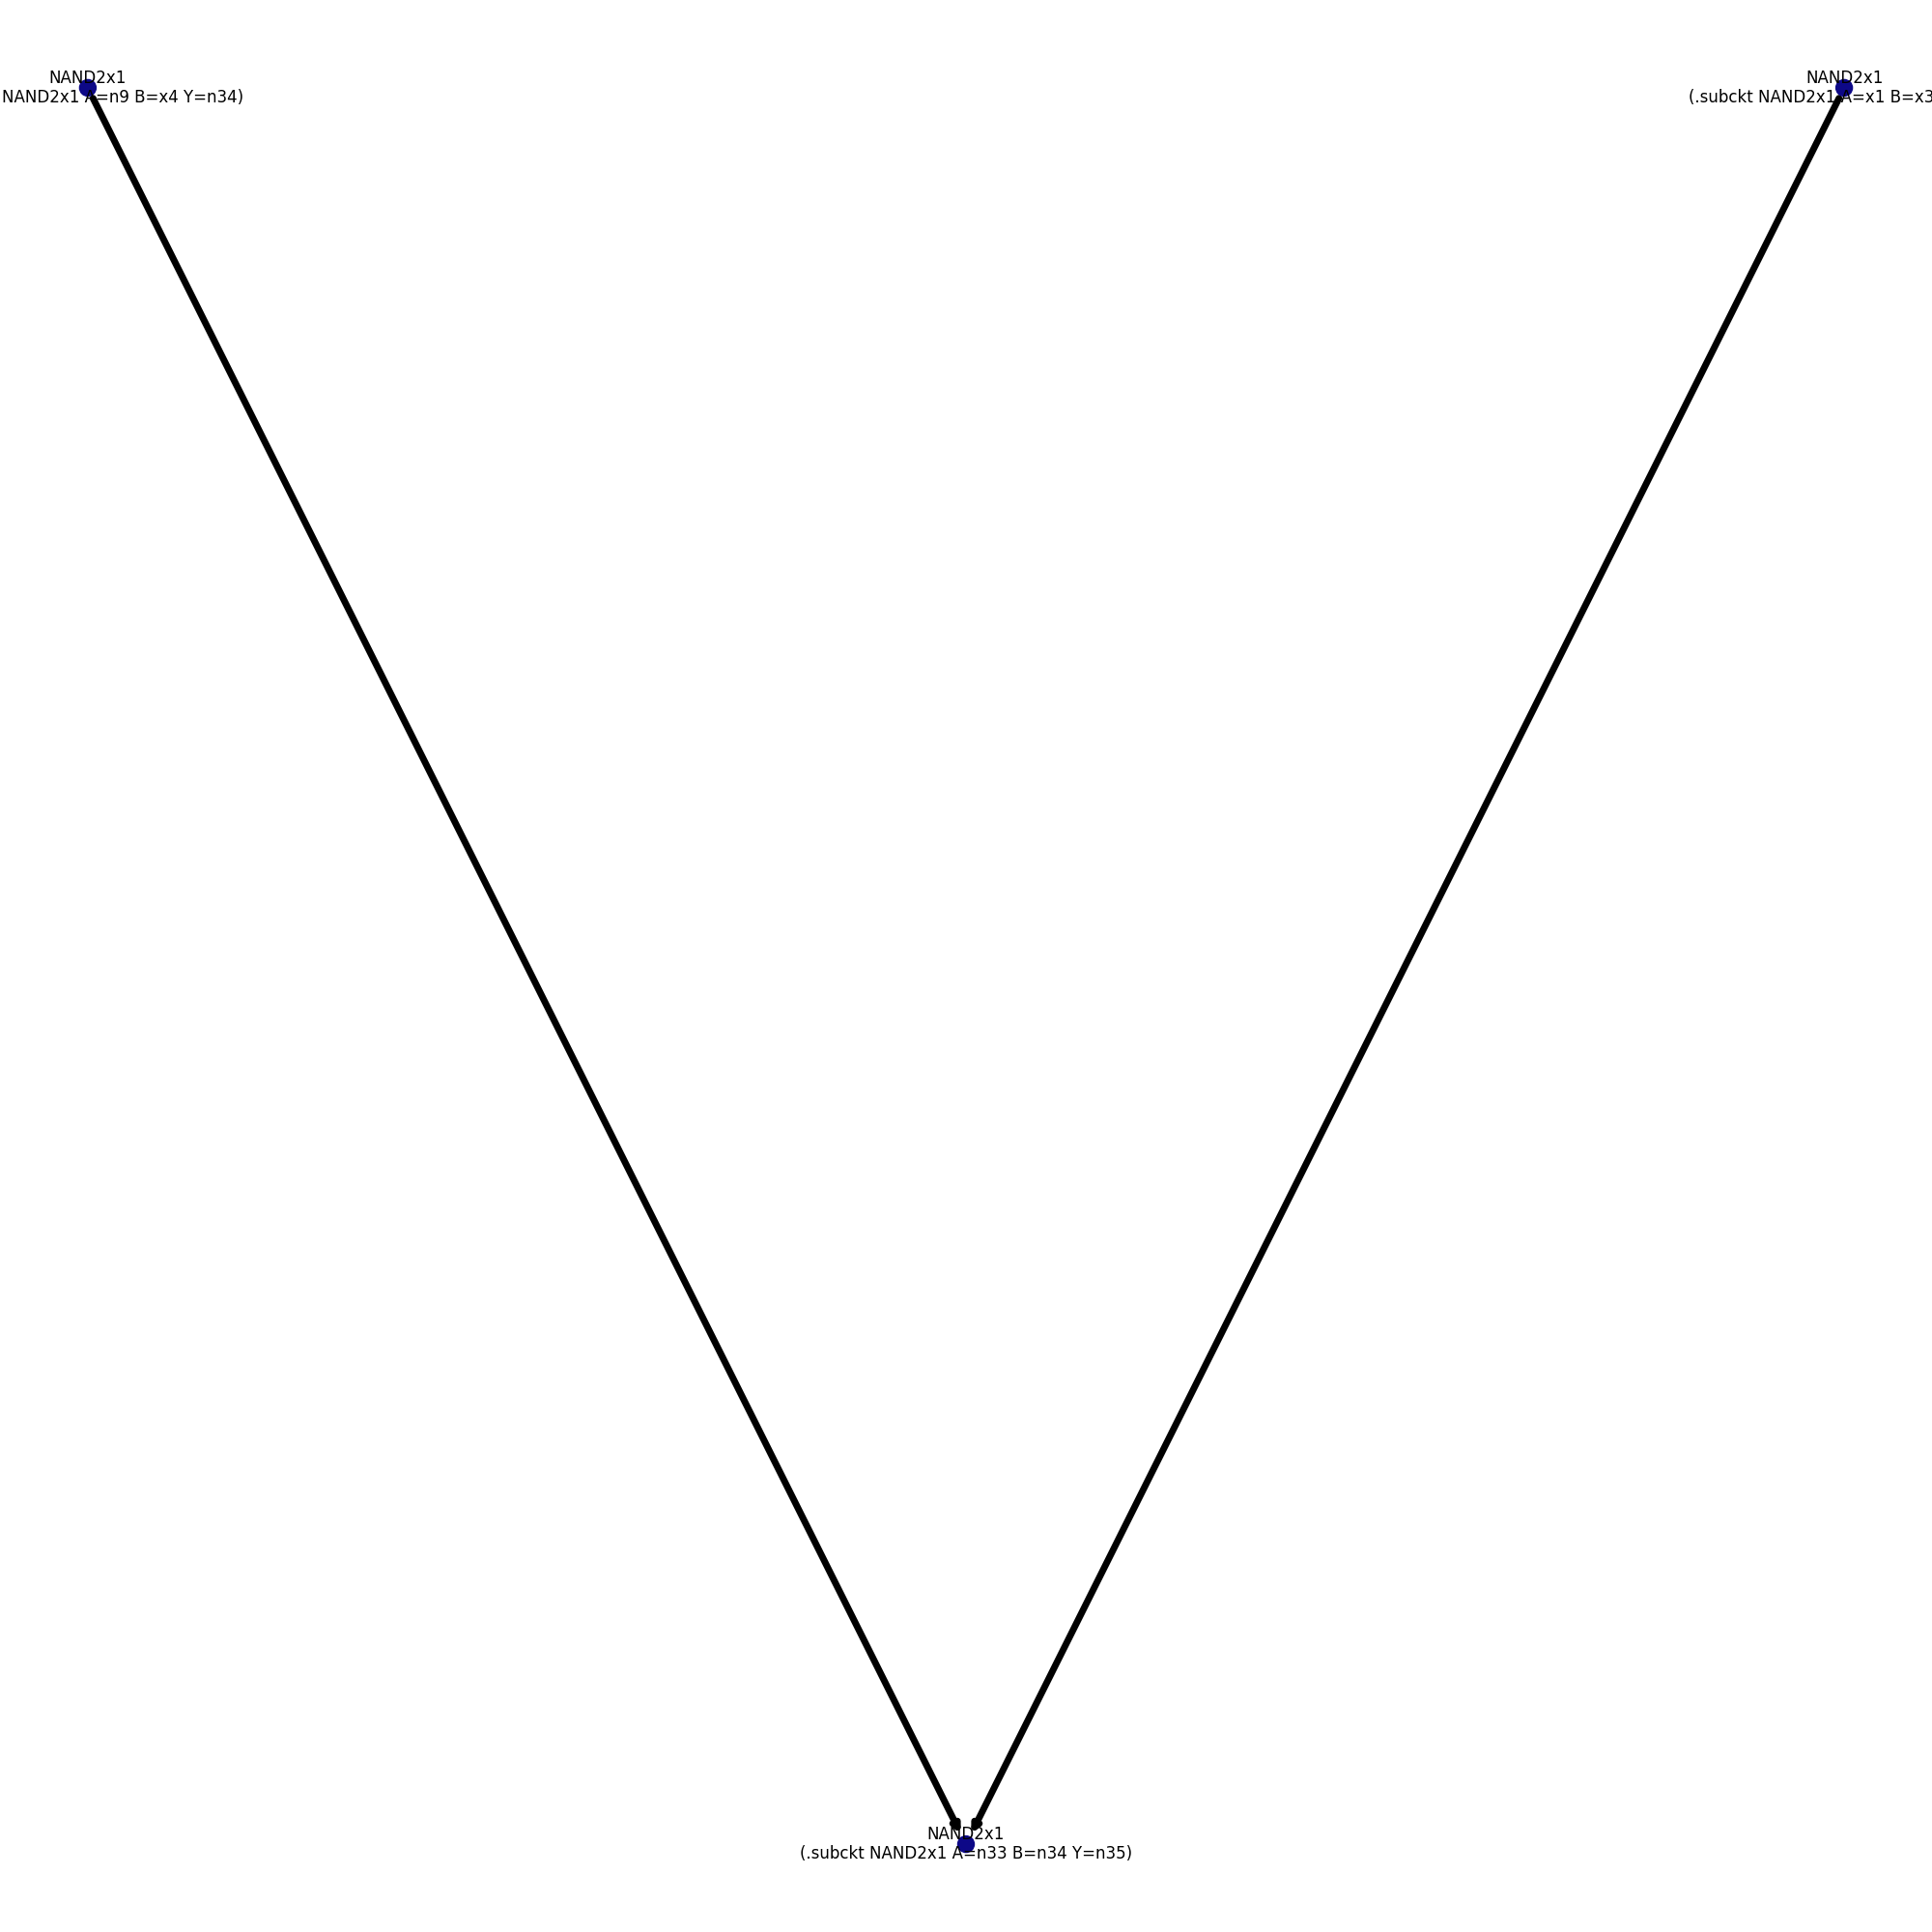 NAND2x1
NAND2x1 A=n9 B=x4 Y=n34)
NAND2x1
(.subckt NAND2x1 A=x1 B=x3
NAND2x1
(.subckt NAND2x1 A=n33 B=n34 Y=n35)